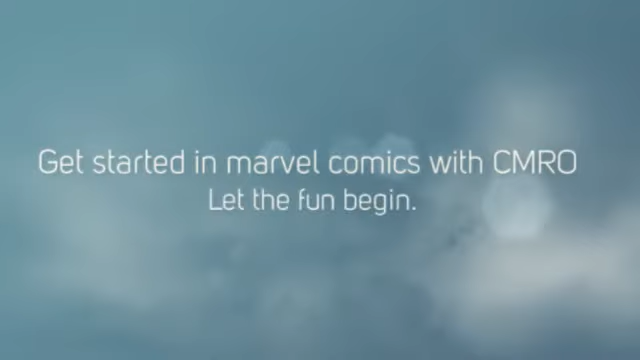 Get started in marvel comics with CMRO
Let the fun begin.